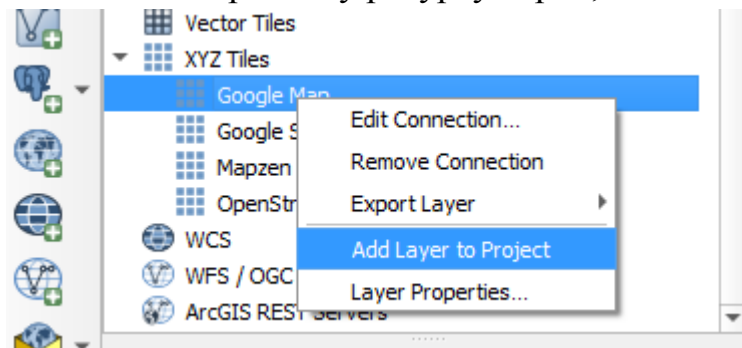 Vector Tiles
XYZ Tiles
Google Map
Edit Connection...
Google S
Remove Connection
Mapzen
Export Layer
OpenStr
WCS
Add Layer to Project
WFS / OGC
Layer Properties...
ArcGIS REST Servers